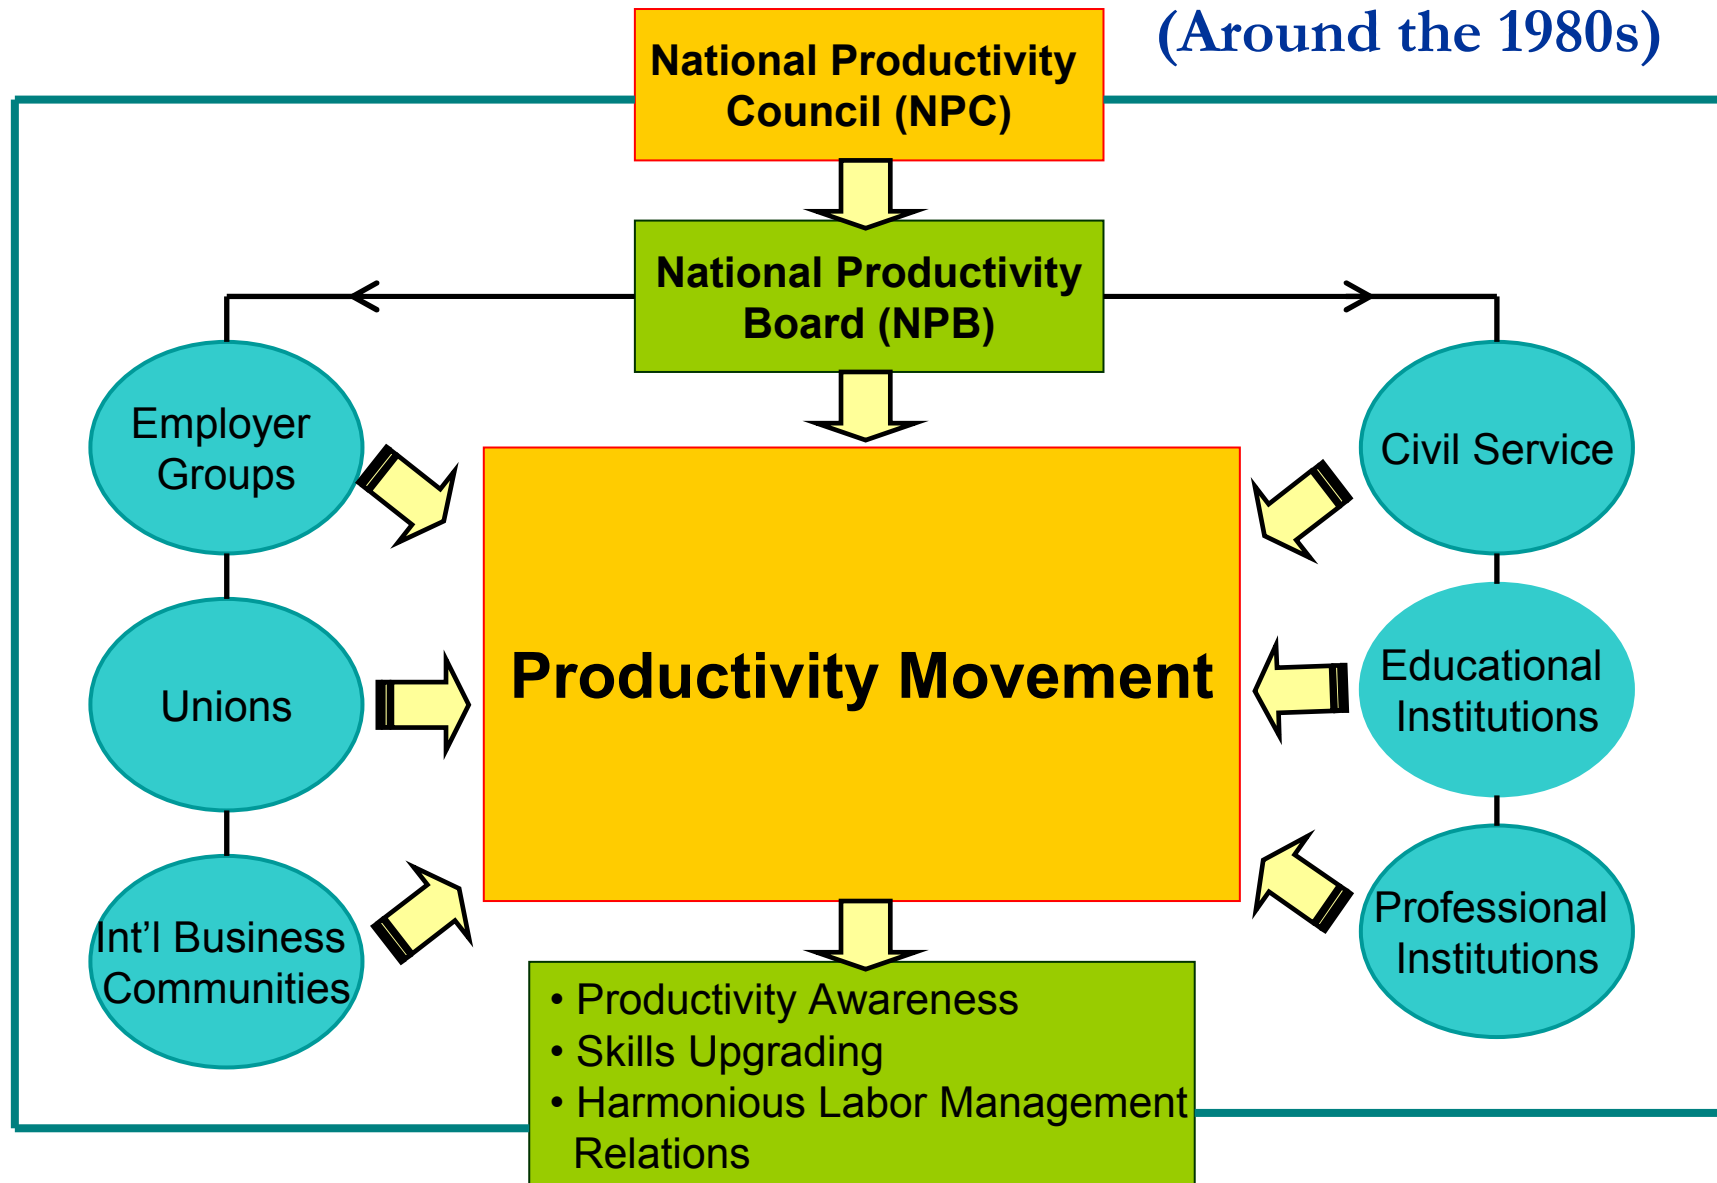 (Around the 1980s)
National Productivity
Council (NPC)
National Productivity
Board (NPB)
Employer
Groups
Unions
Int’l Business
Communities
Productivity Movement
Civil Service
Educational
Institutions
Professional
Institutions
• Productivity Awareness
• Skills Upgrading
• Harmonious Labor Management
Relations